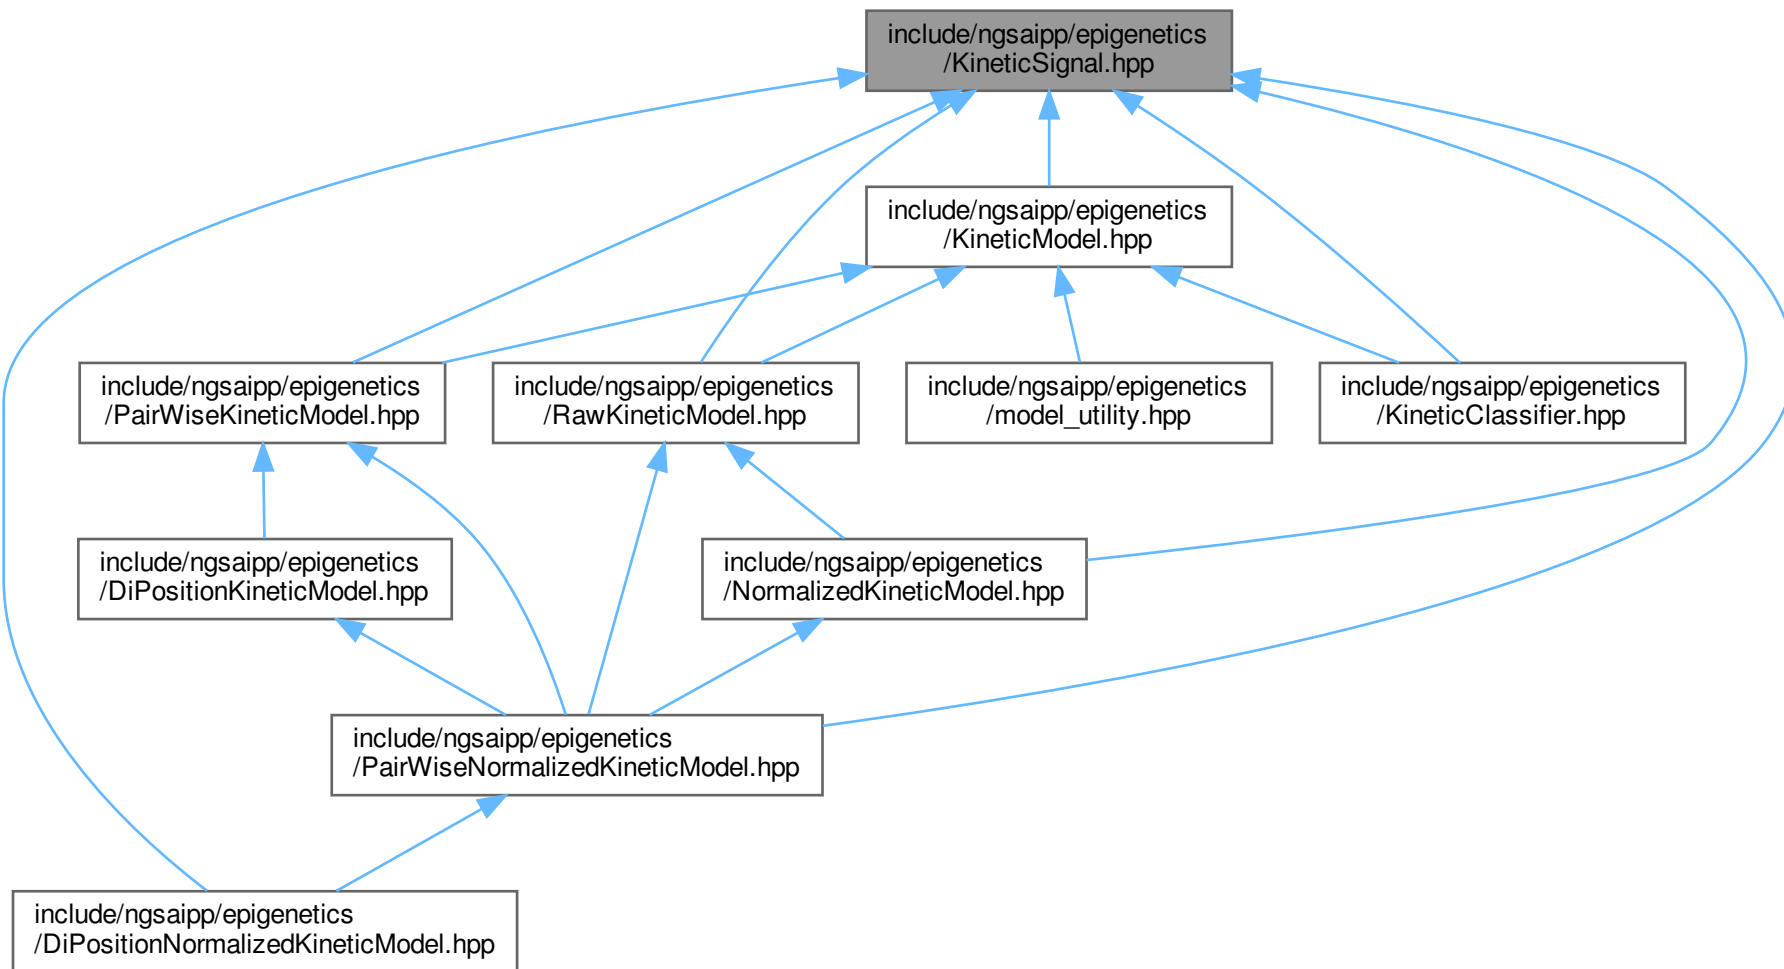 include/ngsaipp/epigenetics
/KineticSignal.hpp
include/ngsaipp/epigenetics
/KineticModel.hpp
include/ngsaipp/epigenetics
/PairWiseKineticModel.hpp
include/ngsaipp/epigenetics
/RawKineticModel.hpp
include/ngsaipp/epigenetics
/model_utility.hpp
include/ngsaipp/epigenetics
/KineticClassifier.hpp
include/ngsaipp/epigenetics
/DiPositionKineticModel.hpp
include/ngsaipp/epigenetics
/NormalizedKineticModel.hpp
include/ngsaipp/epigenetics
/PairWiseNormalizedKineticModel.hpp
include/ngsaipp/epigenetics
/DiPositionNormalizedKineticModel.hpp